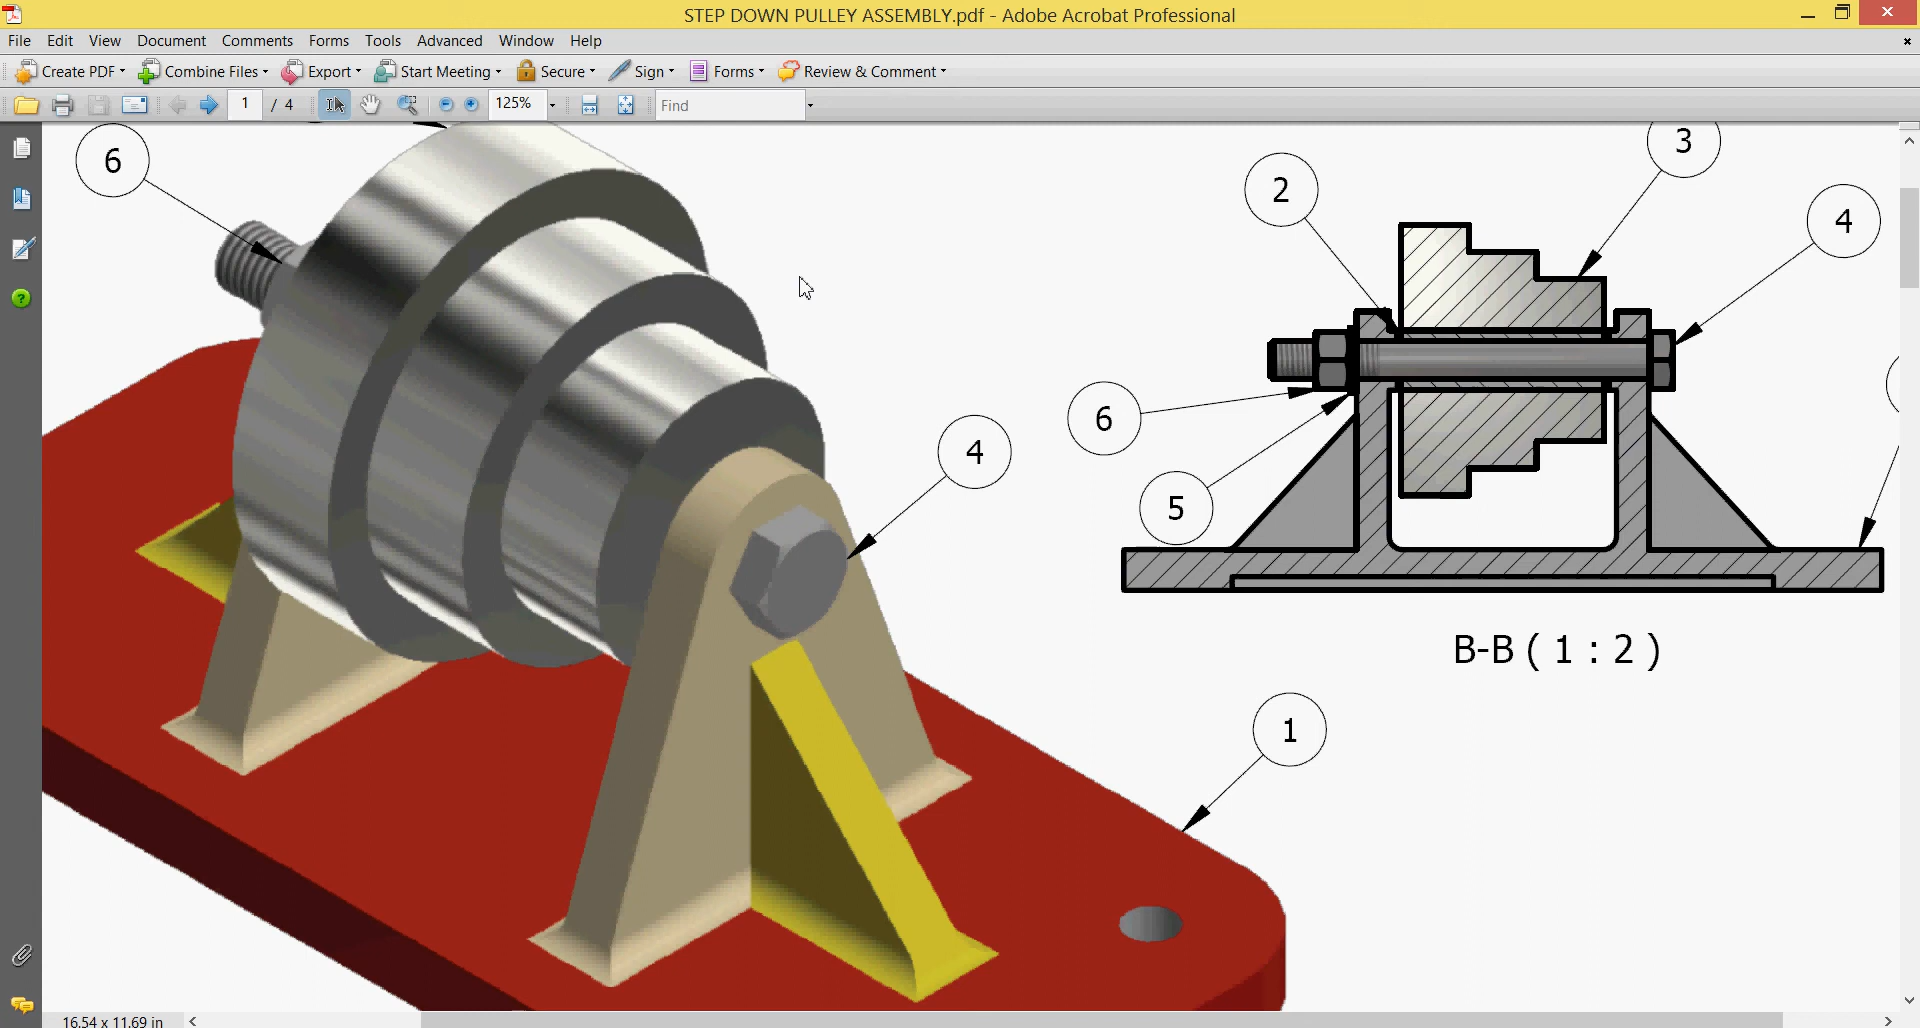 STEP DOWN PULLEY ASSEMBLY.pdf - Adobe Acrobat Professional
File Edit View Document Comments Forms Tools Advanced Window Help
Create PDF Combine Files Export Start Meeting Secure Sign Forms Review & Comment
1 / 4 125% Find
6
3
2
4
6
4
5
B-B ( 1 : 2 )
1
16.54 x 11.69 in